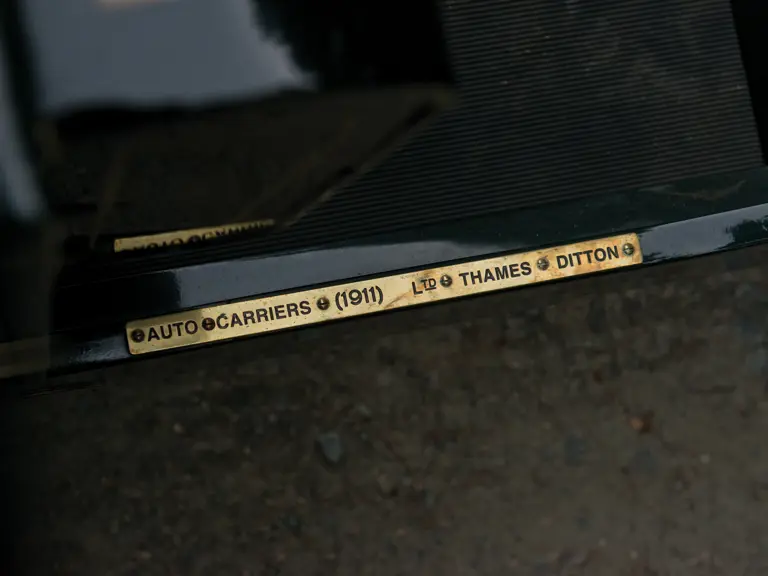 AUTO CARRIERS (1911) LTD THAMES DITTON